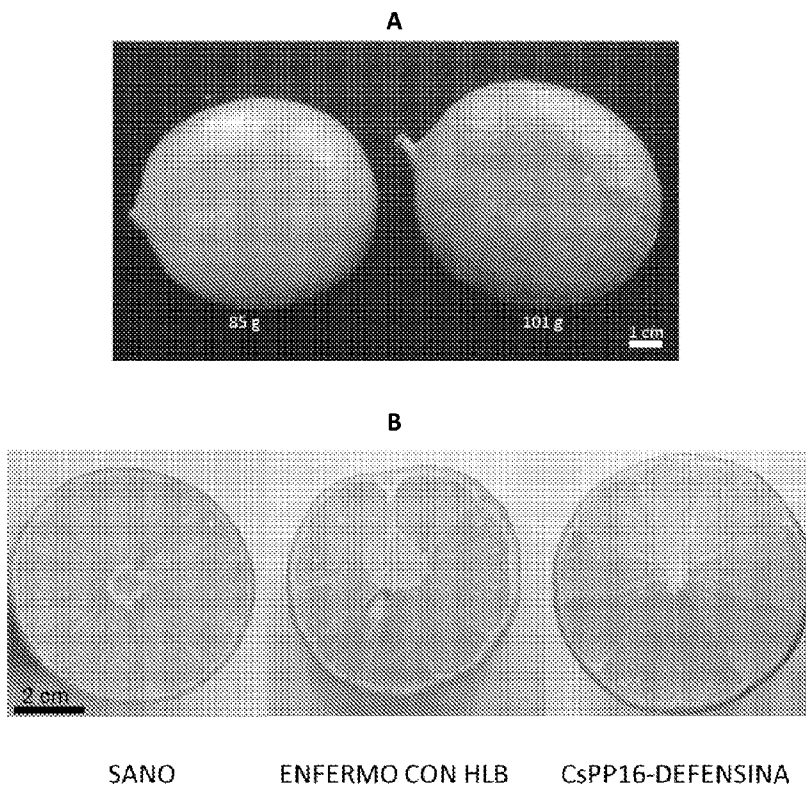 A
85 g
101 g
1 cm
B
2 cm
SANO
ENFERMO CON HLB
CsPP16-DEFENSINA